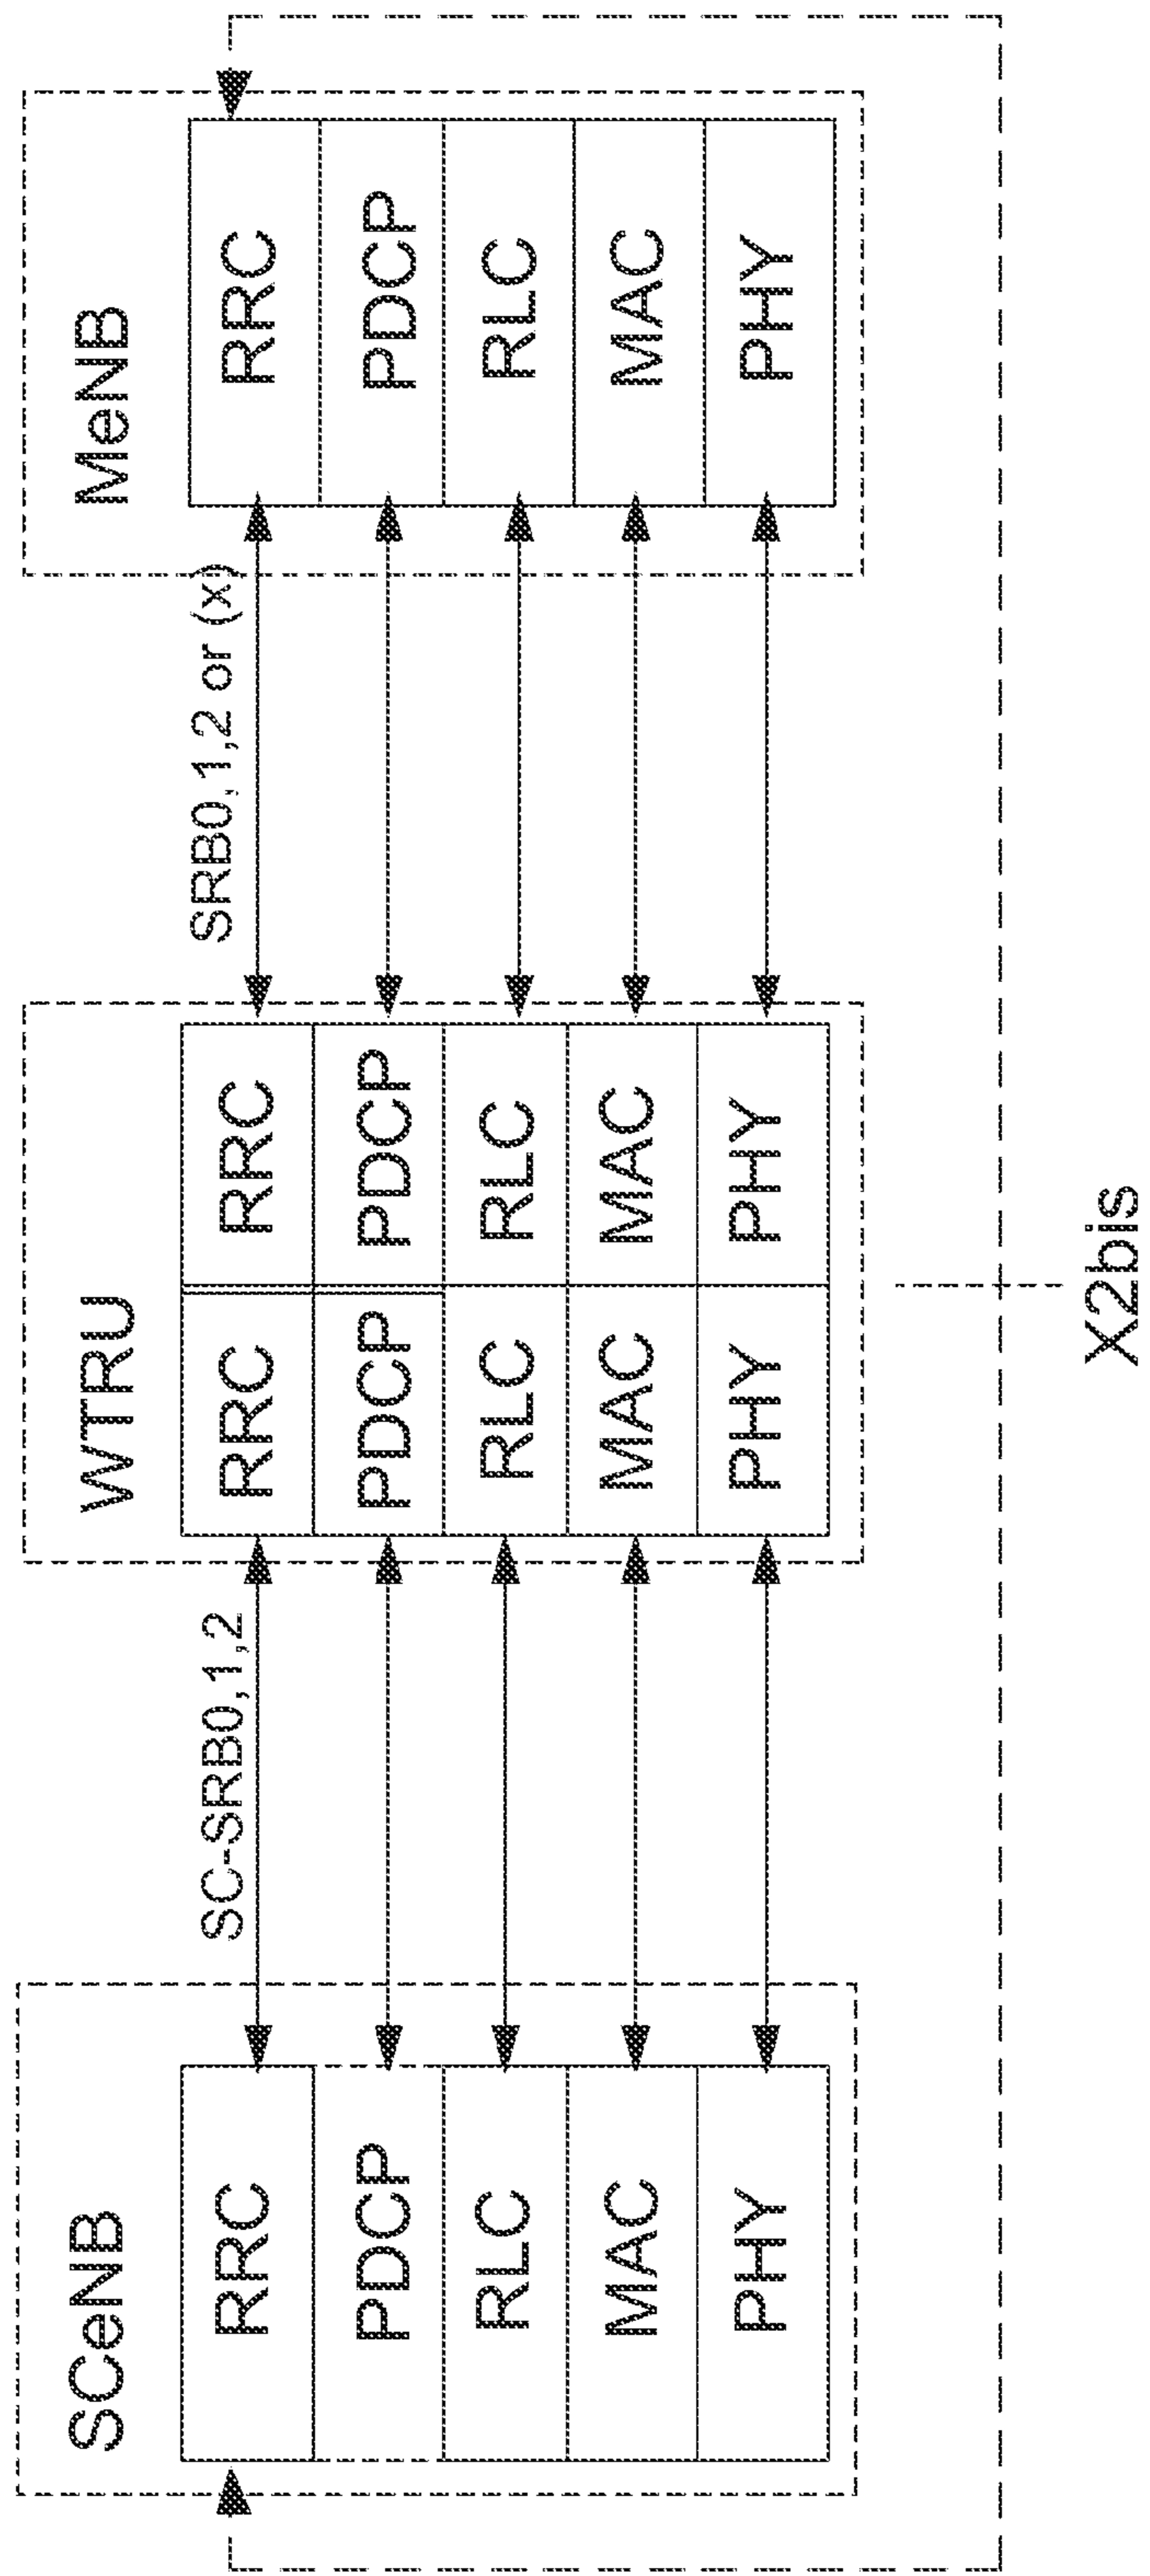 SCeNB
RRC
PDCP
RLC
MAC
PHY
SC-SRB0,1,2
WTRU
RRC RRC
PDCP PDCP
RLC RLC
MAC MAC
PHY PHY
SRB0,1,2 or (x)
MeNB
RRC
PDCP
RLC
MAC
PHY
X2bis